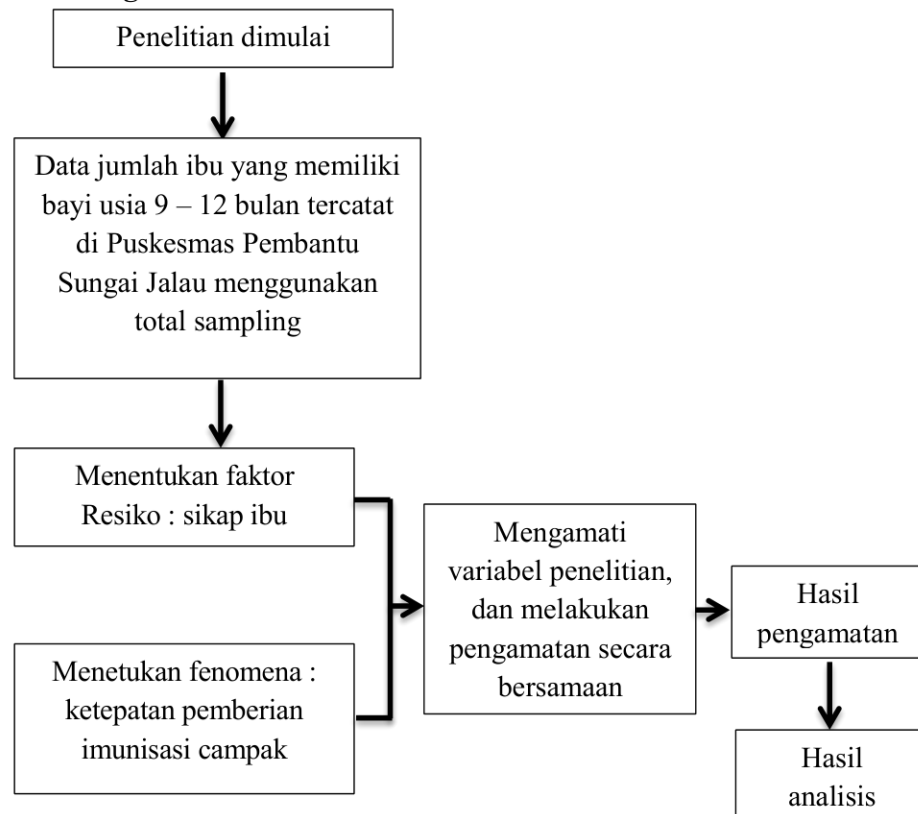 Penelitian dimulai
Data jumlah ibu yang memiliki
bayi usia 9 – 12 bulan tercatat
di Puskesmas Pembantu
Sungai Jalau menggunakan
total sampling
Menentukan faktor
Resiko : sikap ibu
Menetukan fenomena :
ketepatan pemberian
imunisasi campak
Mengamati
variabel penelitian,
dan melakukan
pengamatan secara
bersamaan
Hasil
pengamatan
Hasil
analisis